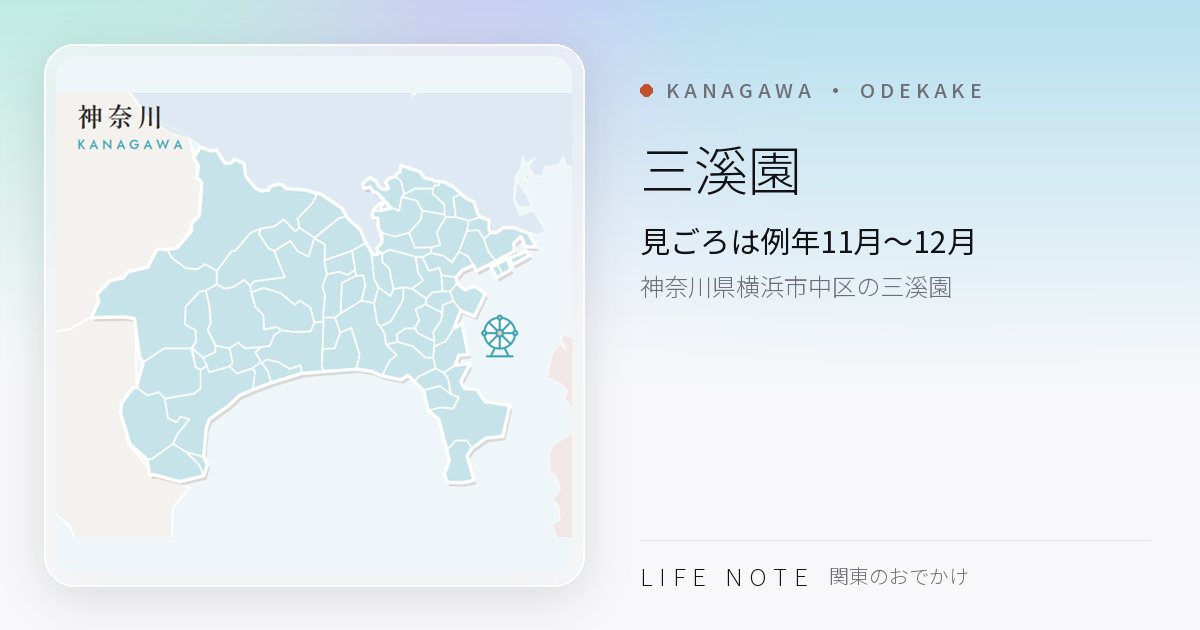 神奈川
KANAGAWA
KANAGAWA • ODEKAKE
三溪園
見ごろは例年11月〜12月
神奈川県横浜市中区の三溪園
LIFE NOTE 関東のおでかけ